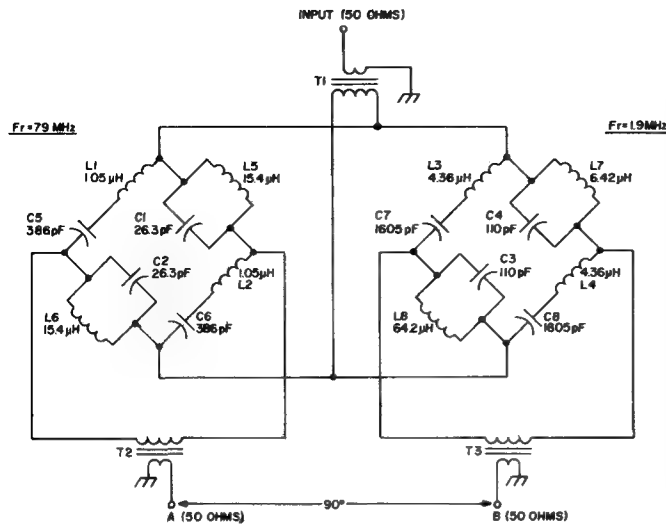 INPUT (50 OHMS)
T1
Fr=79 MHz
Fr=1.9MHz
L1
1.05µH
L5
15.4µH
L3
4.36µH
L7
6.42µH
C5
386pF
C1
26.3pF
C7
1605pF
C4
110pF
C2
26.3pF
1.05µH
L2
C3
110pF
4.36µH
L4
L6
15.4µH
C6
386pF
L8
64.2µH
C8
1605pF
T2
T3
90°
A (50 OHMS)
B (50 OHMS)